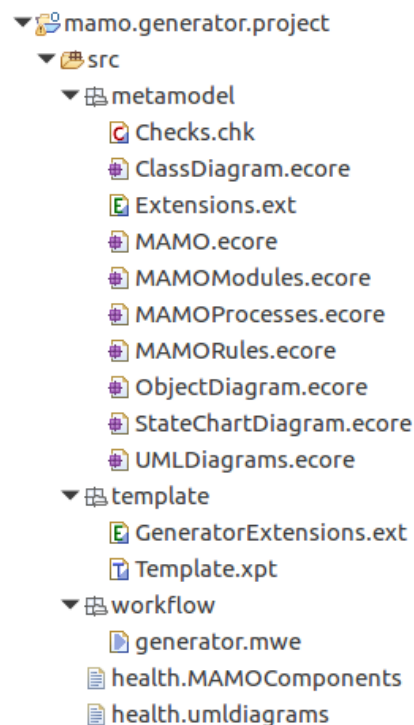 mamo.generator.project
src
metamodel
Checks.chk
ClassDiagram.ecore
Extensions.ext
MAMO.ecore
MAMOModules.ecore
MAMOProcesses.ecore
MAMORules.ecore
ObjectDiagram.ecore
StateChartDiagram.ecore
UMLDiagrams.ecore
template
GeneratorExtensions.ext
Template.xpt
workflow
generator.mwe
health.MAMOComponents
health.umldiagrams